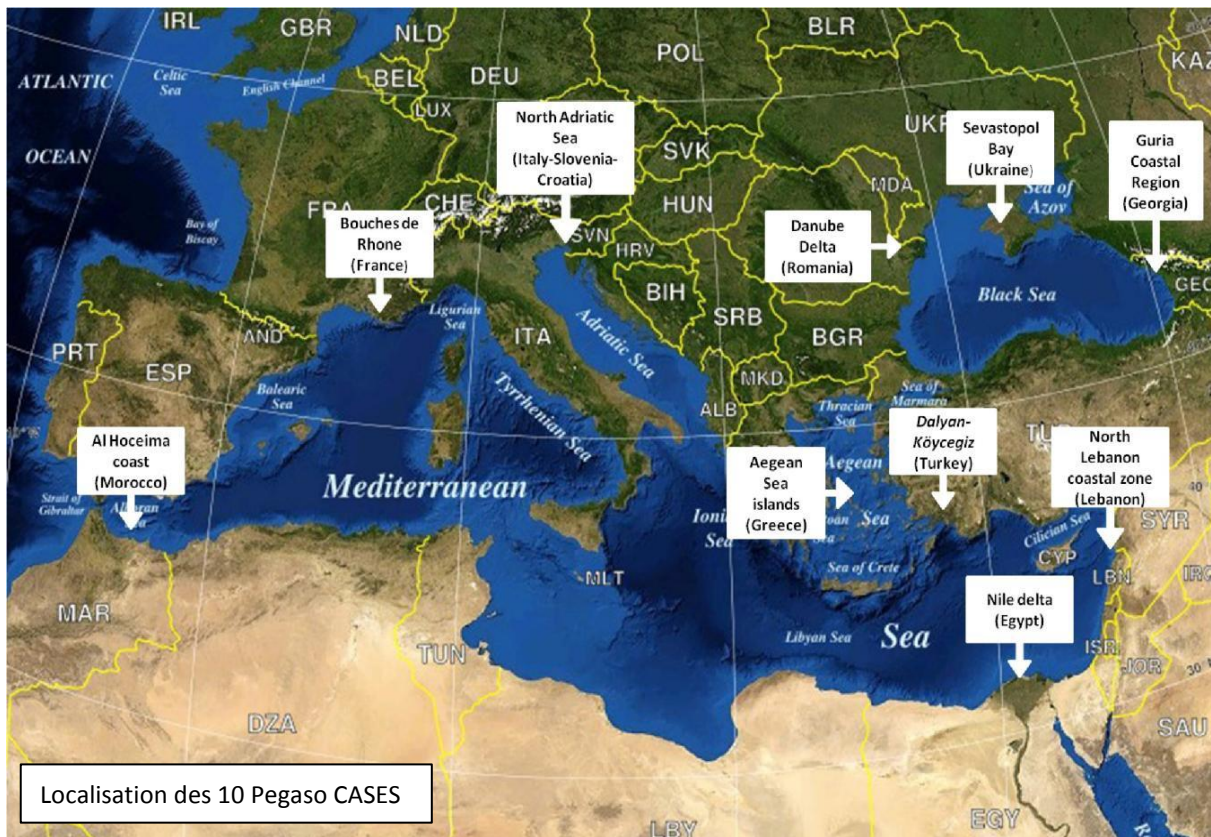 IRL
GBR
NLD
BLR
POL
KAZ
ATLANTIC
Celtic
Sea
English Channel
BEL
DEU
LUX
OCEAN
North Adriatic
Sea
(Italy-Slovenia-
Croatia)
UKR
Sevastopol
Bay
(Ukraine)
Guria
Coastal
Region
(Georgia)
SVK
Sea of
Azov
MDA
FRA
CHE
HUN
Bay of
Biscay
Bouches de
Rhone
(France)
SVN
HRV
Danube
Delta
(Romania)
GEO
Black Sea
BIH
Ligurian
Sea
ITA
SRB
BGR
AND
PRT
ESP
Adriatic Sea
MKD
Balearic
Sea
Tyrrhenian Sea
ALB
Thracian
Sea
Sea of
Marmara
Al Hoceima
coast
(Morocco)
Dalyan-
Köycegiz
(Turkey)
North
Lebanon
coastal zone
(Lebanon)
Aegean
Sea
islands
(Greece)
Aegean
Sea
Strait of
Gibraltar
Mediterranean
40°
SYR
Sea
Cilician Sea
CYP
Sea of Crete
LBN
MLT
MAR
Nile delta
(Egypt)
Libyan Sea
Sea
ISR
JOR
30
TUN
DZA
SAU
Localisation des 10 Pegaso CASES
EGY
LBY